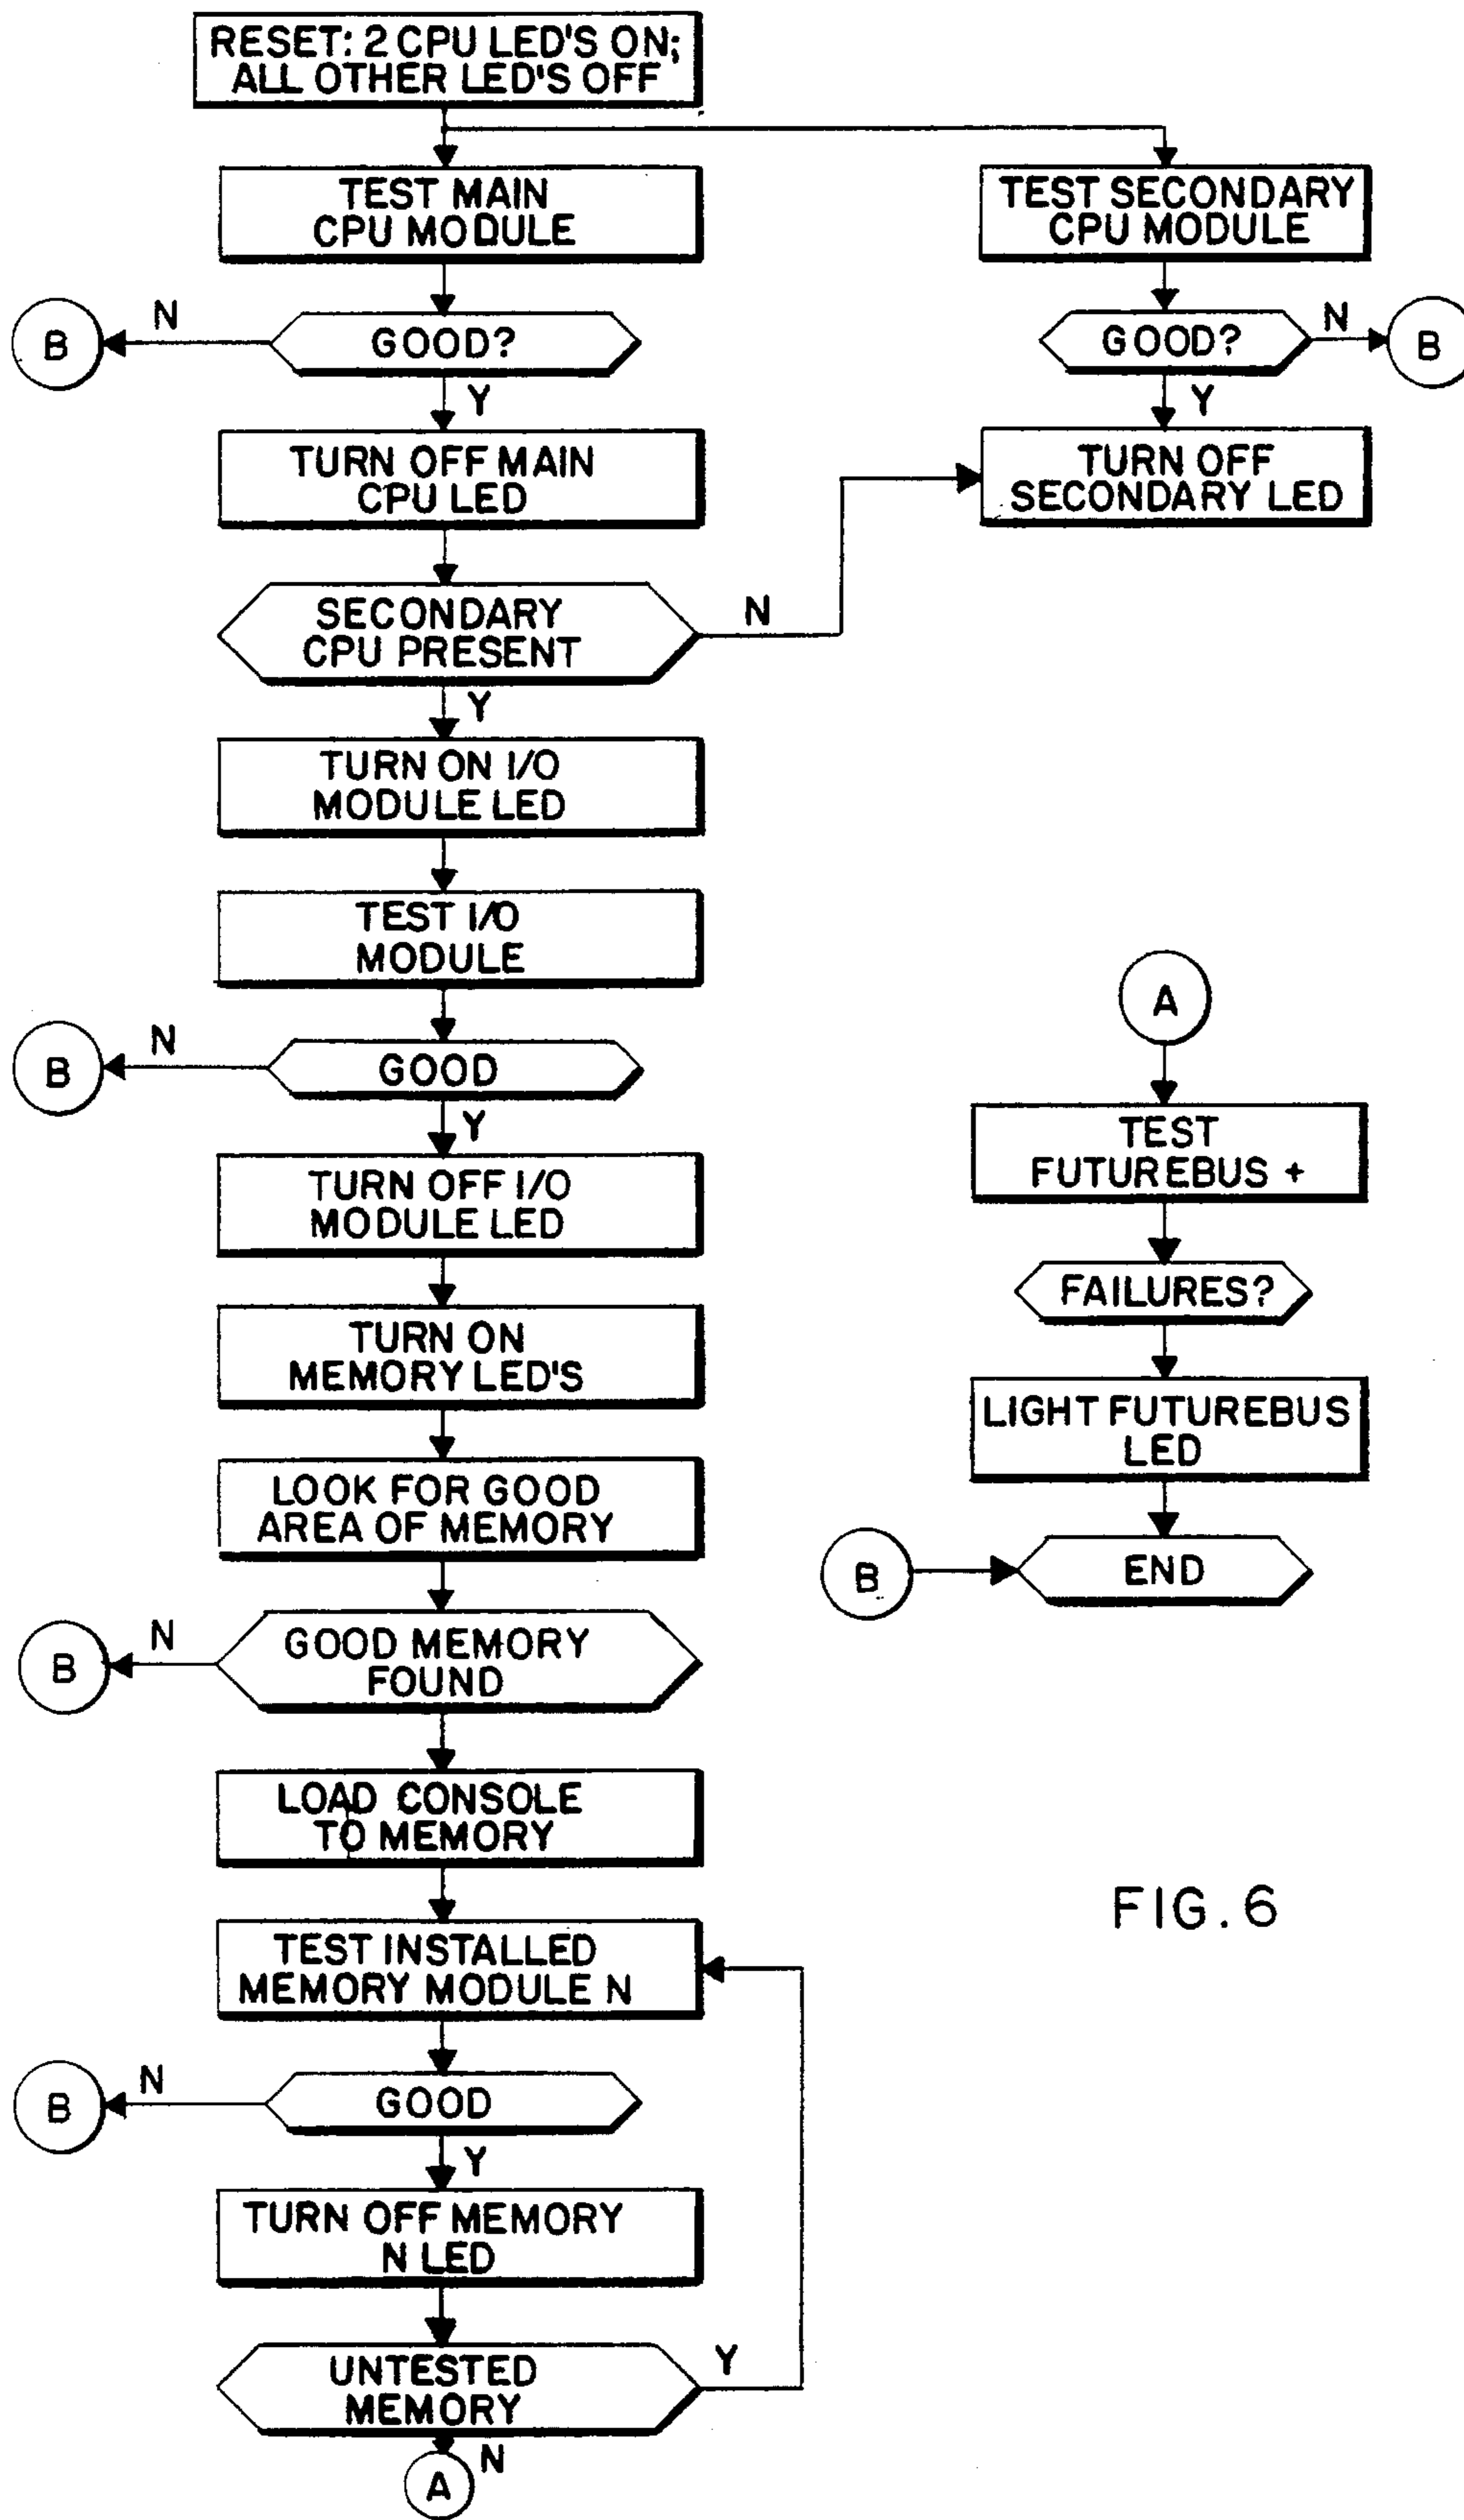 RESET: 2 CPU LED'S ON;
ALL OTHER LED'S OFF
TEST MAIN
CPU MODULE
TEST SECONDARY
CPU MODULE
B
N
GOOD?
Y
GOOD?
N
B
Y
TURN OFF MAIN
CPU LED
TURN OFF
SECONDARY LED
SECONDARY
CPU PRESENT
N
Y
TURN ON I/O
MODULE LED
TEST I/O
MODULE
B
N
GOOD
Y
TURN OFF I/O
MODULE LED
TURN ON
MEMORY LED'S
LOOK FOR GOOD
AREA OF MEMORY
B
N
GOOD MEMORY
FOUND
LOAD CONSOLE
TO MEMORY
TEST INSTALLED
MEMORY MODULE N
B
N
GOOD
Y
TURN OFF MEMORY
N LED
UNTESTED
MEMORY
Y
N
A
A
TEST
FUTUREBUS +
FAILURES?
LIGHT FUTUREBUS
LED
B
END
FIG. 6